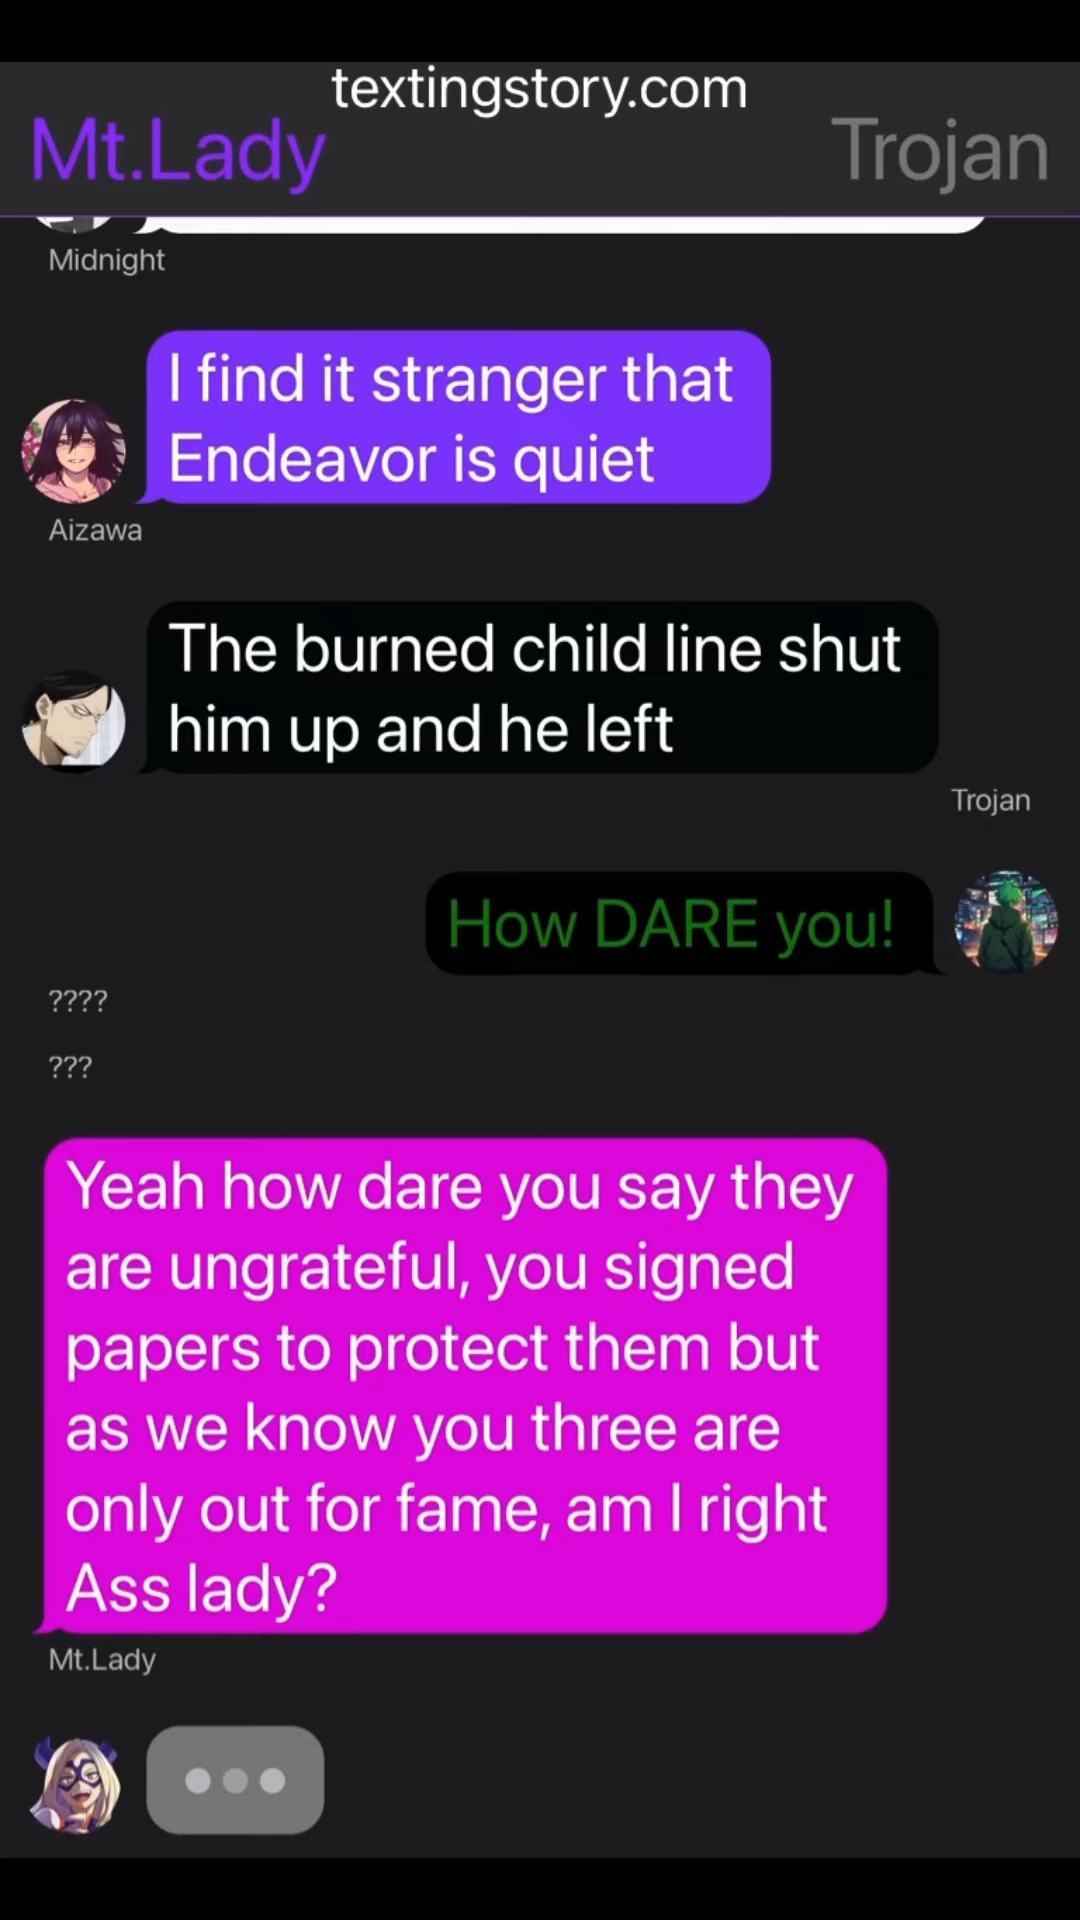 textingstory.com
Mt.Lady
Trojan
Midnight
I find it stranger that
Endeavor is quiet
Aizawa
The burned child line shut
him up and he left
Trojan
How DARE you!
????
???
Yeah how dare you say they
are ungrateful, you signed
papers to protect them but
as we know you three are
only out for fame, am I right
Ass lady?
Mt.Lady